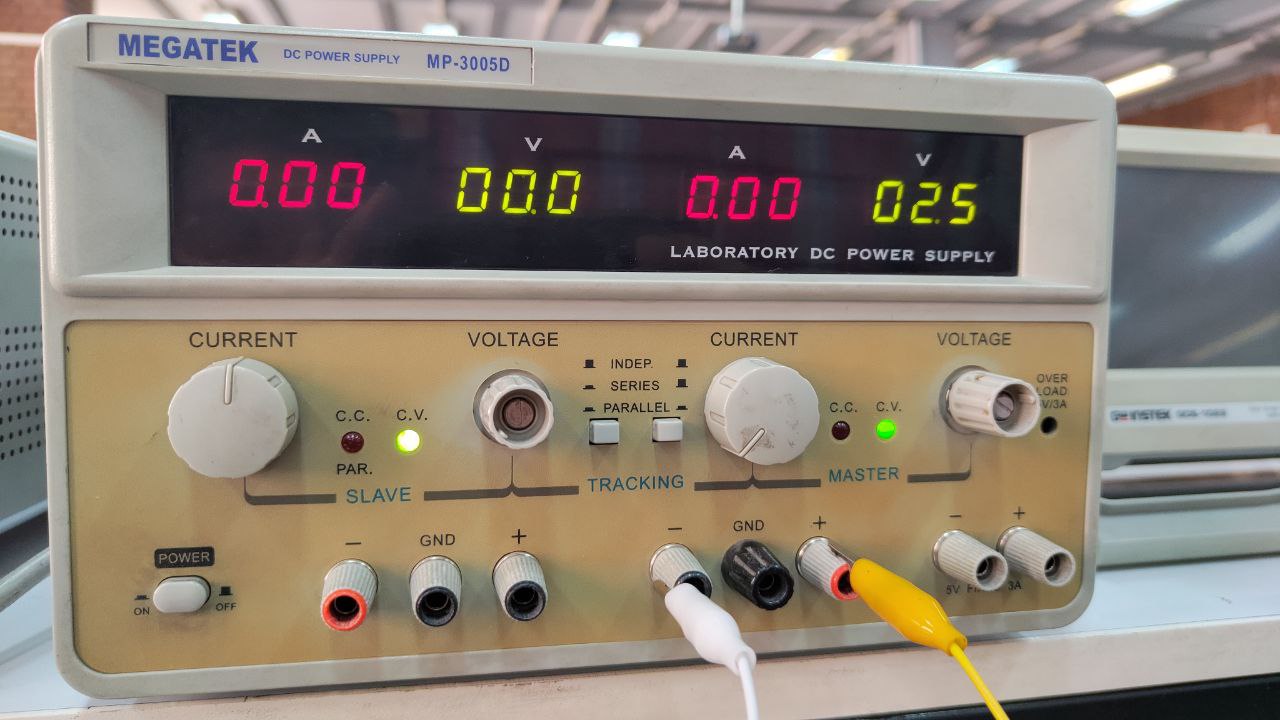 MEGATEK DC POWER SUPPLY MP-3005D
A V A V
0.00 00.0 0.00 02.5
LABORATORY DC POWER SUPPLY
CURRENT VOLTAGE CURRENT VOLTAGE
INDEP.
SERIES
PARALLEL
OVER
LOAD
V/3A
C.C. C.V. C.C. C.V.
PAR.
SLAVE TRACKING MASTER
POWER
ON OFF
− GND + − GND + − +
5V 3A
GWINSTEK